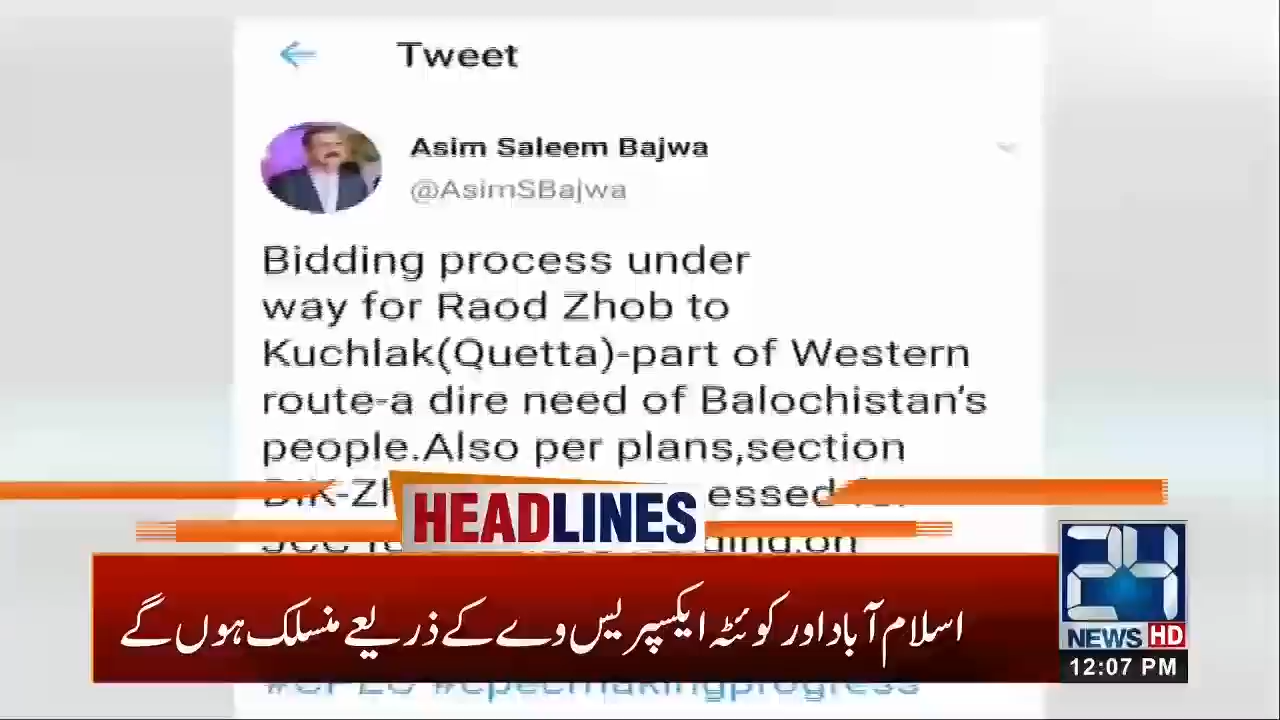 Tweet
Asim Saleem Bajwa
@AsimSBajwa
Bidding process under
way for Raod Zhob to
Kuchlak(Quetta)-part of Western
route-a dire need of Balochistan's
people.Also per plans,section
HEADLINES
اسلام آباد اور کوئٹہ ایکسپریس وے کے ذریعے منسلک ہوں گے
24
NEWS HD
12:07 PM
#CPEC #cpecmakingprogress